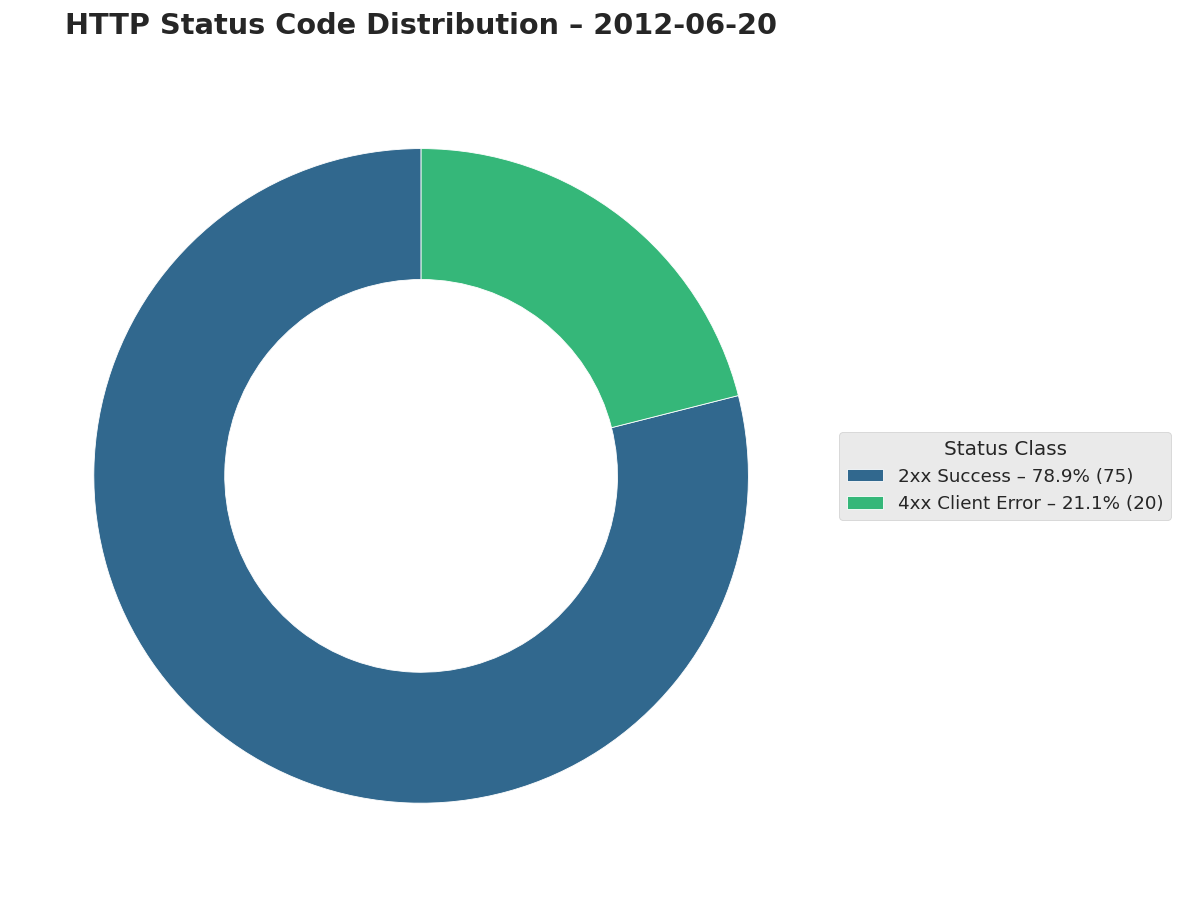 HTTP Status Code Distribution – 2012-06-20
Status Class
2xx Success – 78.9% (75)
4xx Client Error – 21.1% (20)